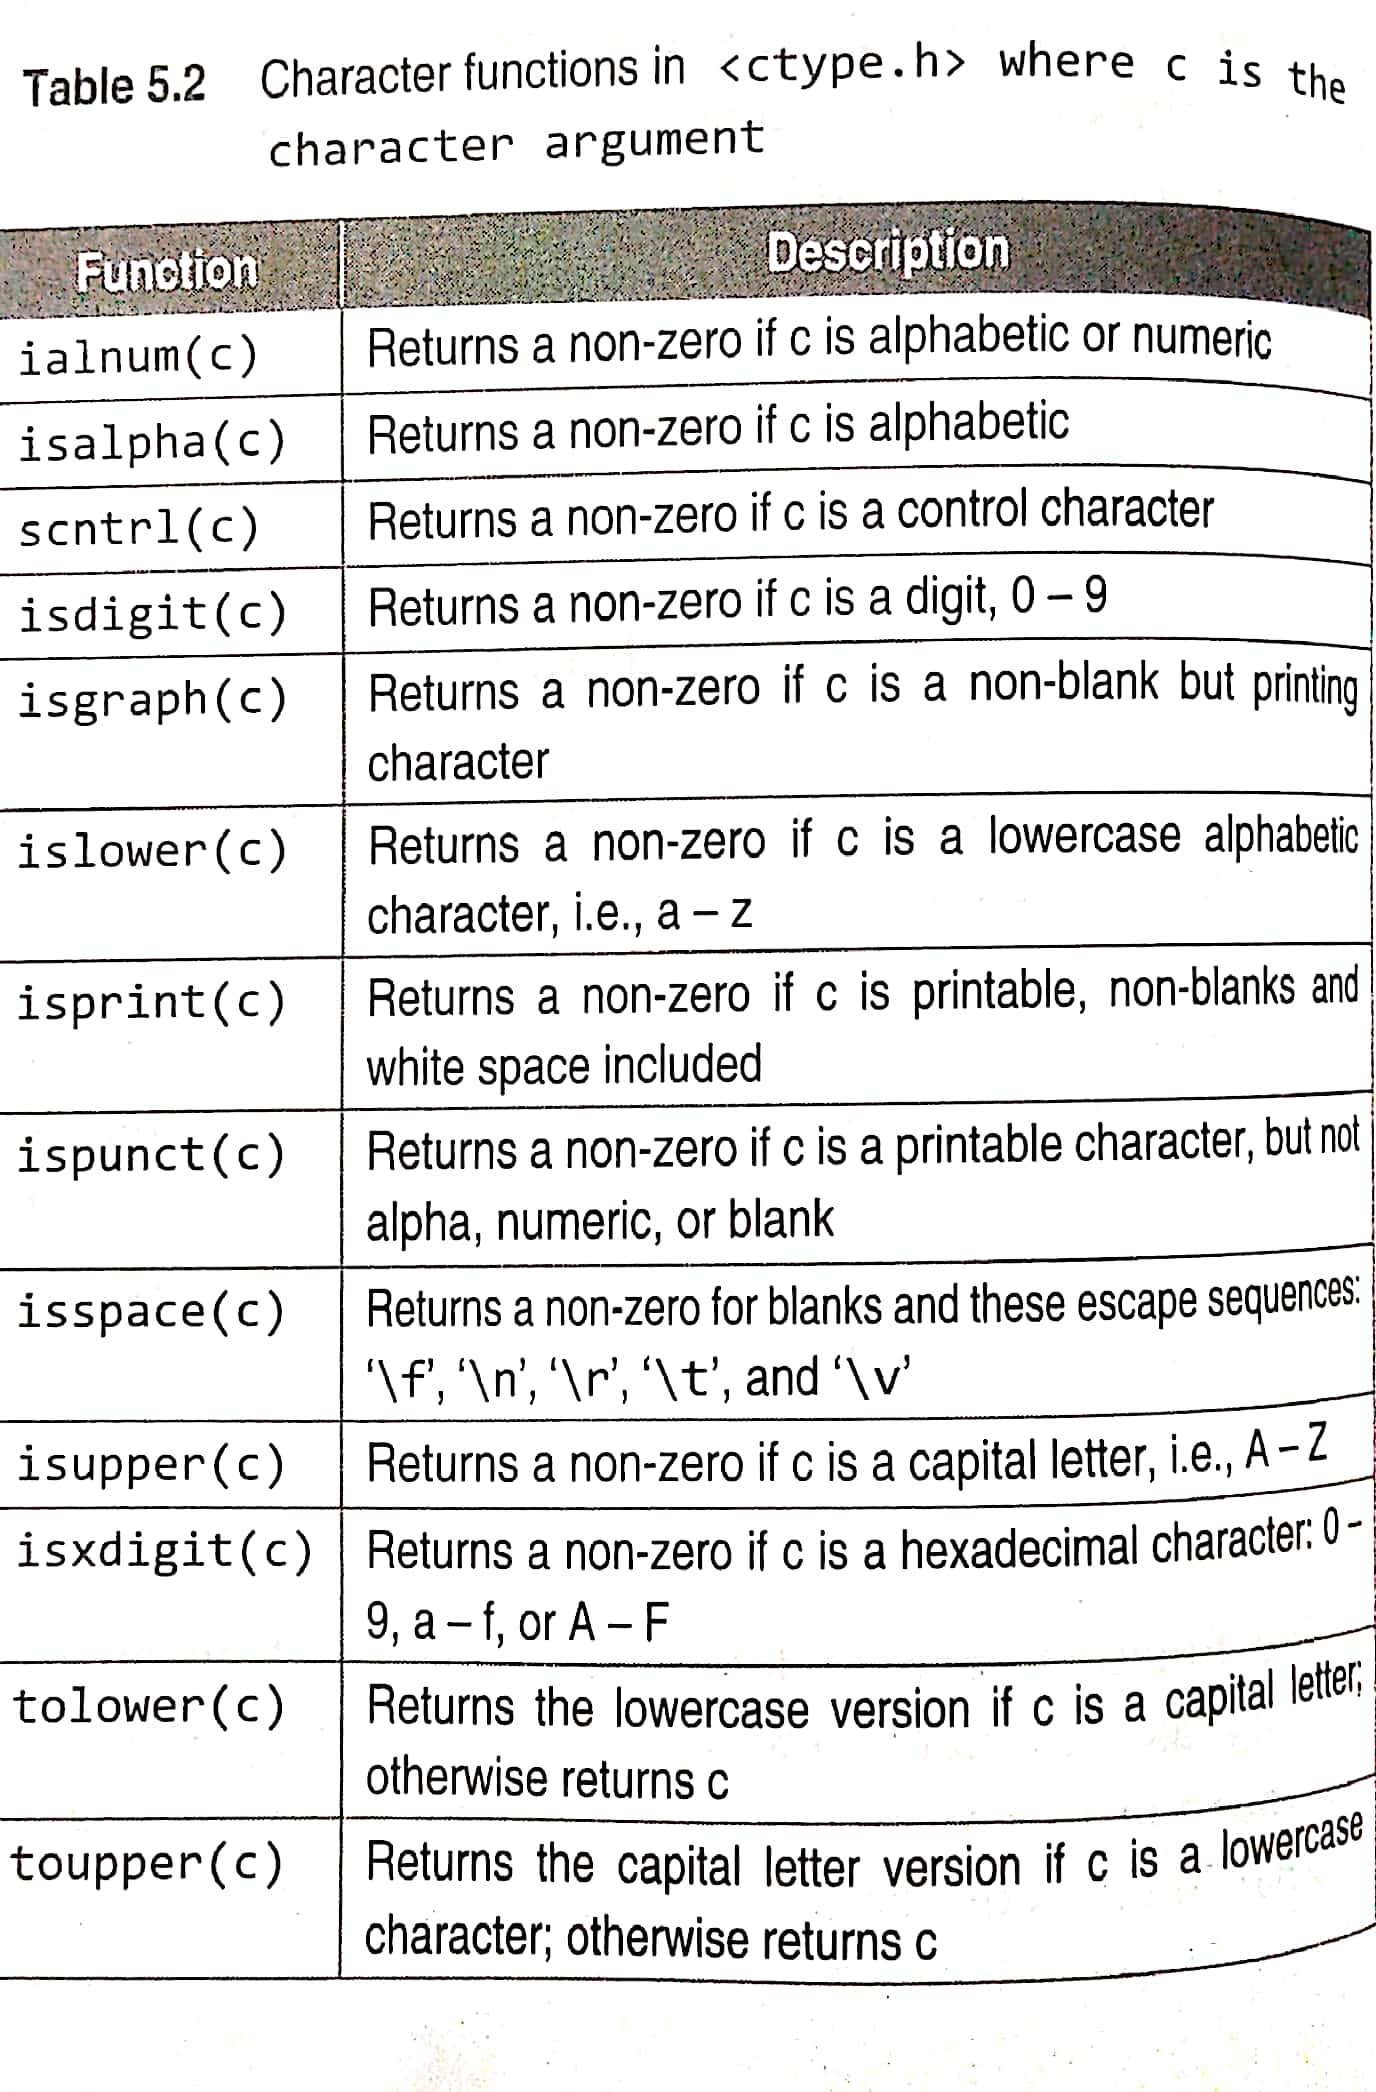 Table 5.2 Character functions in <ctype.h> where c is the
character argument
Function Description
ialnum(c) Returns a non-zero if c is alphabetic or numeric
isalpha(c) Returns a non-zero if c is alphabetic
scntrl(c) Returns a non-zero if c is a control character
isdigit(c) Returns a non-zero if c is a digit, 0 – 9
isgraph(c) Returns a non-zero if c is a non-blank but printing
character
islower(c) Returns a non-zero if c is a lowercase alphabetic
character, i.e., a – z
isprint(c) Returns a non-zero if c is printable, non-blanks and
white space included
ispunct(c) Returns a non-zero if c is a printable character, but not
alpha, numeric, or blank
isspace(c) Returns a non-zero for blanks and these escape sequences:
‘\f’, ‘\n’, ‘\r’, ‘\t’, and ‘\v’
isupper(c) Returns a non-zero if c is a capital letter, i.e., A – Z
isxdigit(c) Returns a non-zero if c is a hexadecimal character: 0 –
9, a – f, or A – F
tolower(c) Returns the lowercase version if c is a capital letter;
otherwise returns c
toupper(c) Returns the capital letter version if c is a lowercase
character; otherwise returns c